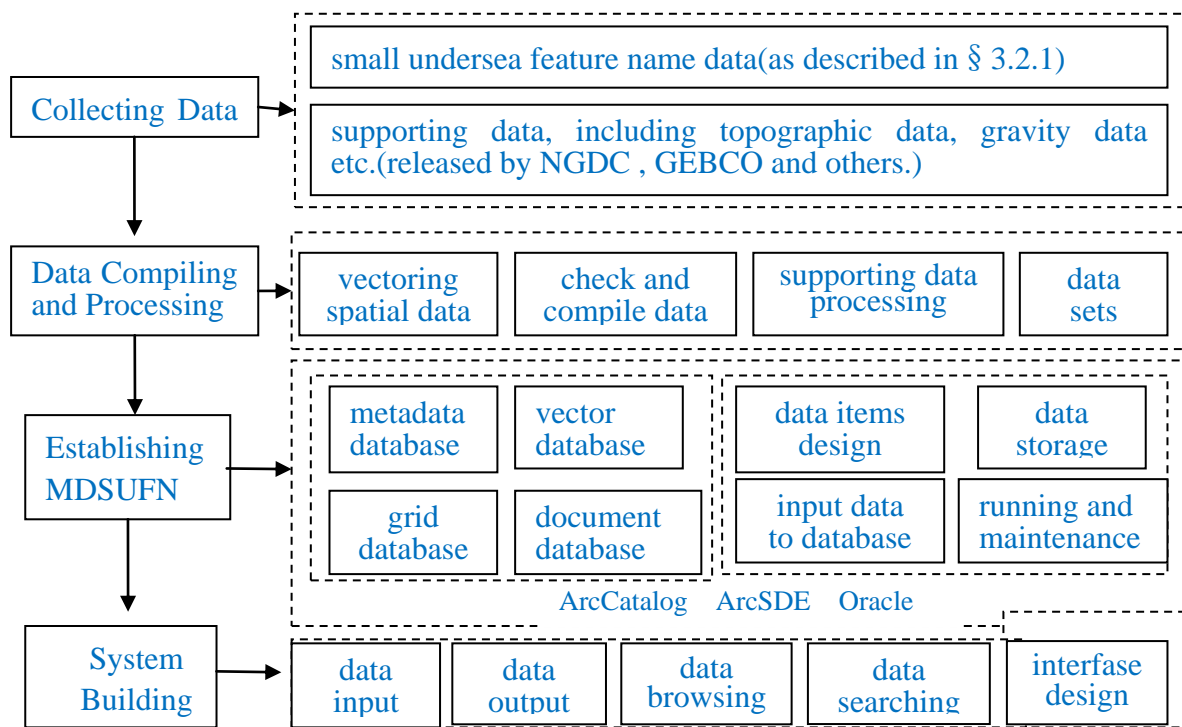 small undersea feature name data(as described in § 3.2.1)
Collecting Data
supporting data, including topographic data, gravity data
etc.(released by NGDC , GEBCO and others.)
Data Compiling
and Processing
vectoring
spatial data
check and
compile data
supporting data
processing
data
sets
Establishing
MDSUFN
metadata
database
vector
database
data items
design
data
storage
grid
database
document
database
input data
to database
running and
maintenance
ArcCatalog ArcSDE Oracle
System
Building
data
input
data
output
data
browsing
data
searching
interfase
design